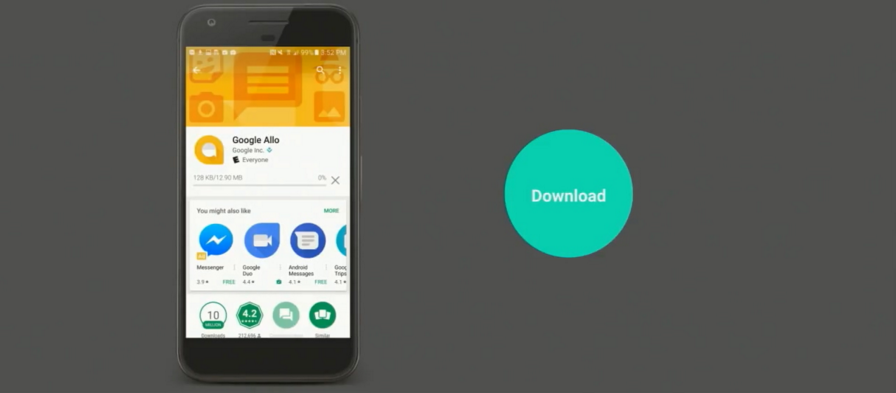 99% 3:52 PM
Google Allo
Google Inc.
Everyone
128 KB/12.90 MB 0%
You might also like MORE
Ad
Messenger Google Duo Android Messages Goog Trips
3.9 FREE 4.4 4.1 FREE 4.1
10 MILLION 4.2
Downloads 212,696 Similar
Download